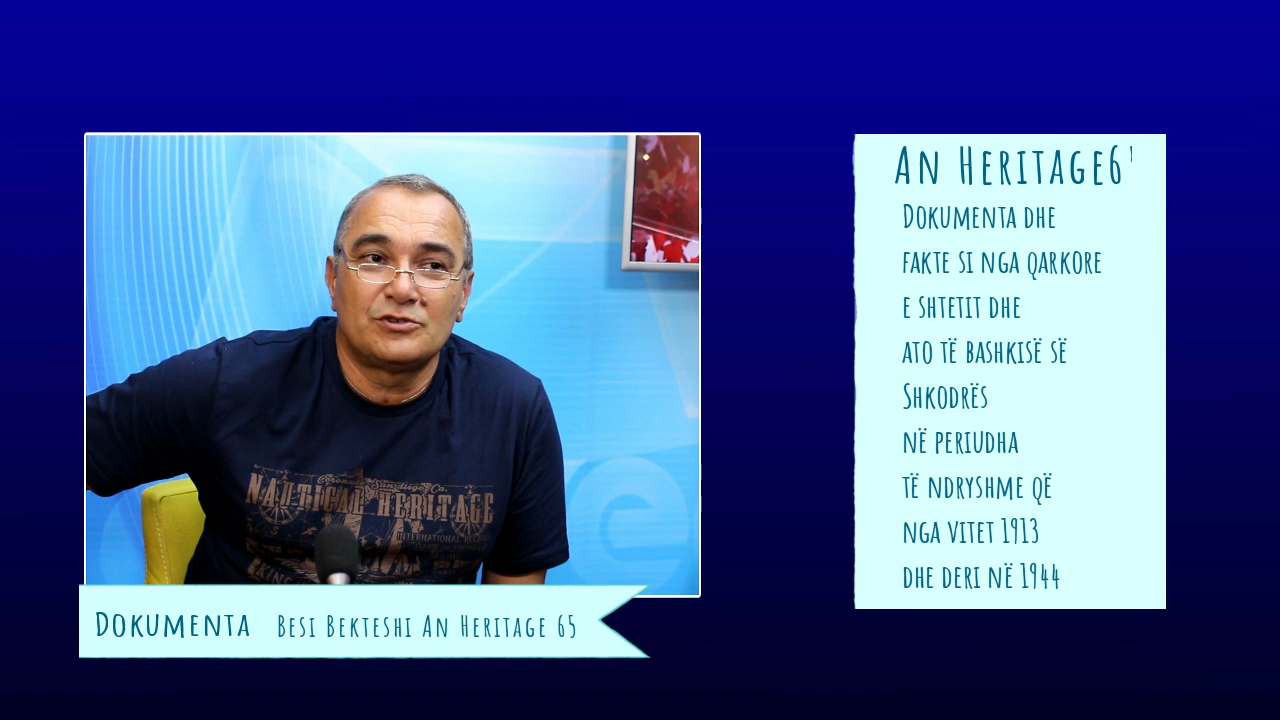 An Heritage6'
Dokumenta dhe
fakte si nga qarkore
e shtetit dhe
ato të bashkisë së
Shkodrës
në periudha
të ndryshme që
nga vitet 1913
dhe deri në 1944
NAUTICAL HERITAGE
Dokumenta Besi Bekteshi An Heritage 65